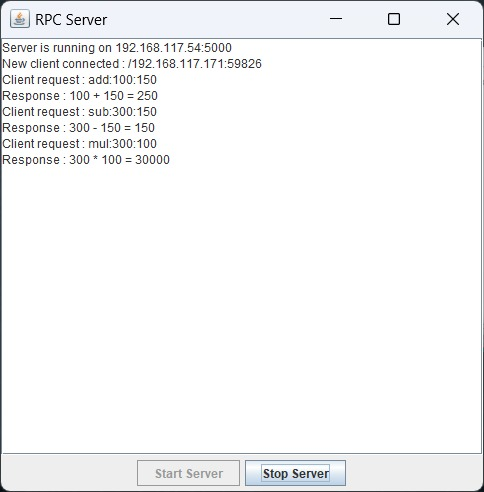 RPC Server
Server is running on 192.168.117.54:5000
New client connected : /192.168.117.171:59826
Client request : add:100:150
Response : 100 + 150 = 250
Client request : sub:300:150
Response : 300 - 150 = 150
Client request : mul:300:100
Response : 300 * 100 = 30000
Start Server
Stop Server